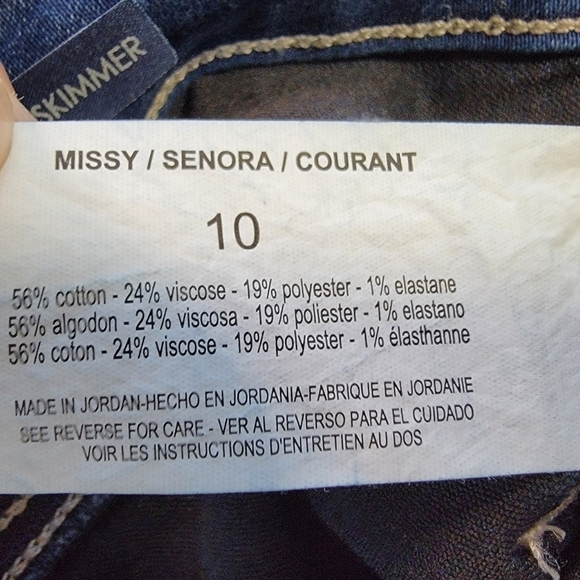 SKIMMER
MISSY / SENORA / COURANT
10
56% cotton - 24% viscose - 19% polyester - 1% elastane
56% algodon - 24% viscosa - 19% poliester - 1% elastano
56% coton - 24% viscose - 19% polyester - 1% élasthanne
MADE IN JORDAN-HECHO EN JORDANIA-FABRIQUE EN JORDANIE
SEE REVERSE FOR CARE - VER AL REVERSO PARA EL CUIDADO
VOIR LES INSTRUCTIONS D'ENTRETIEN AU DOS